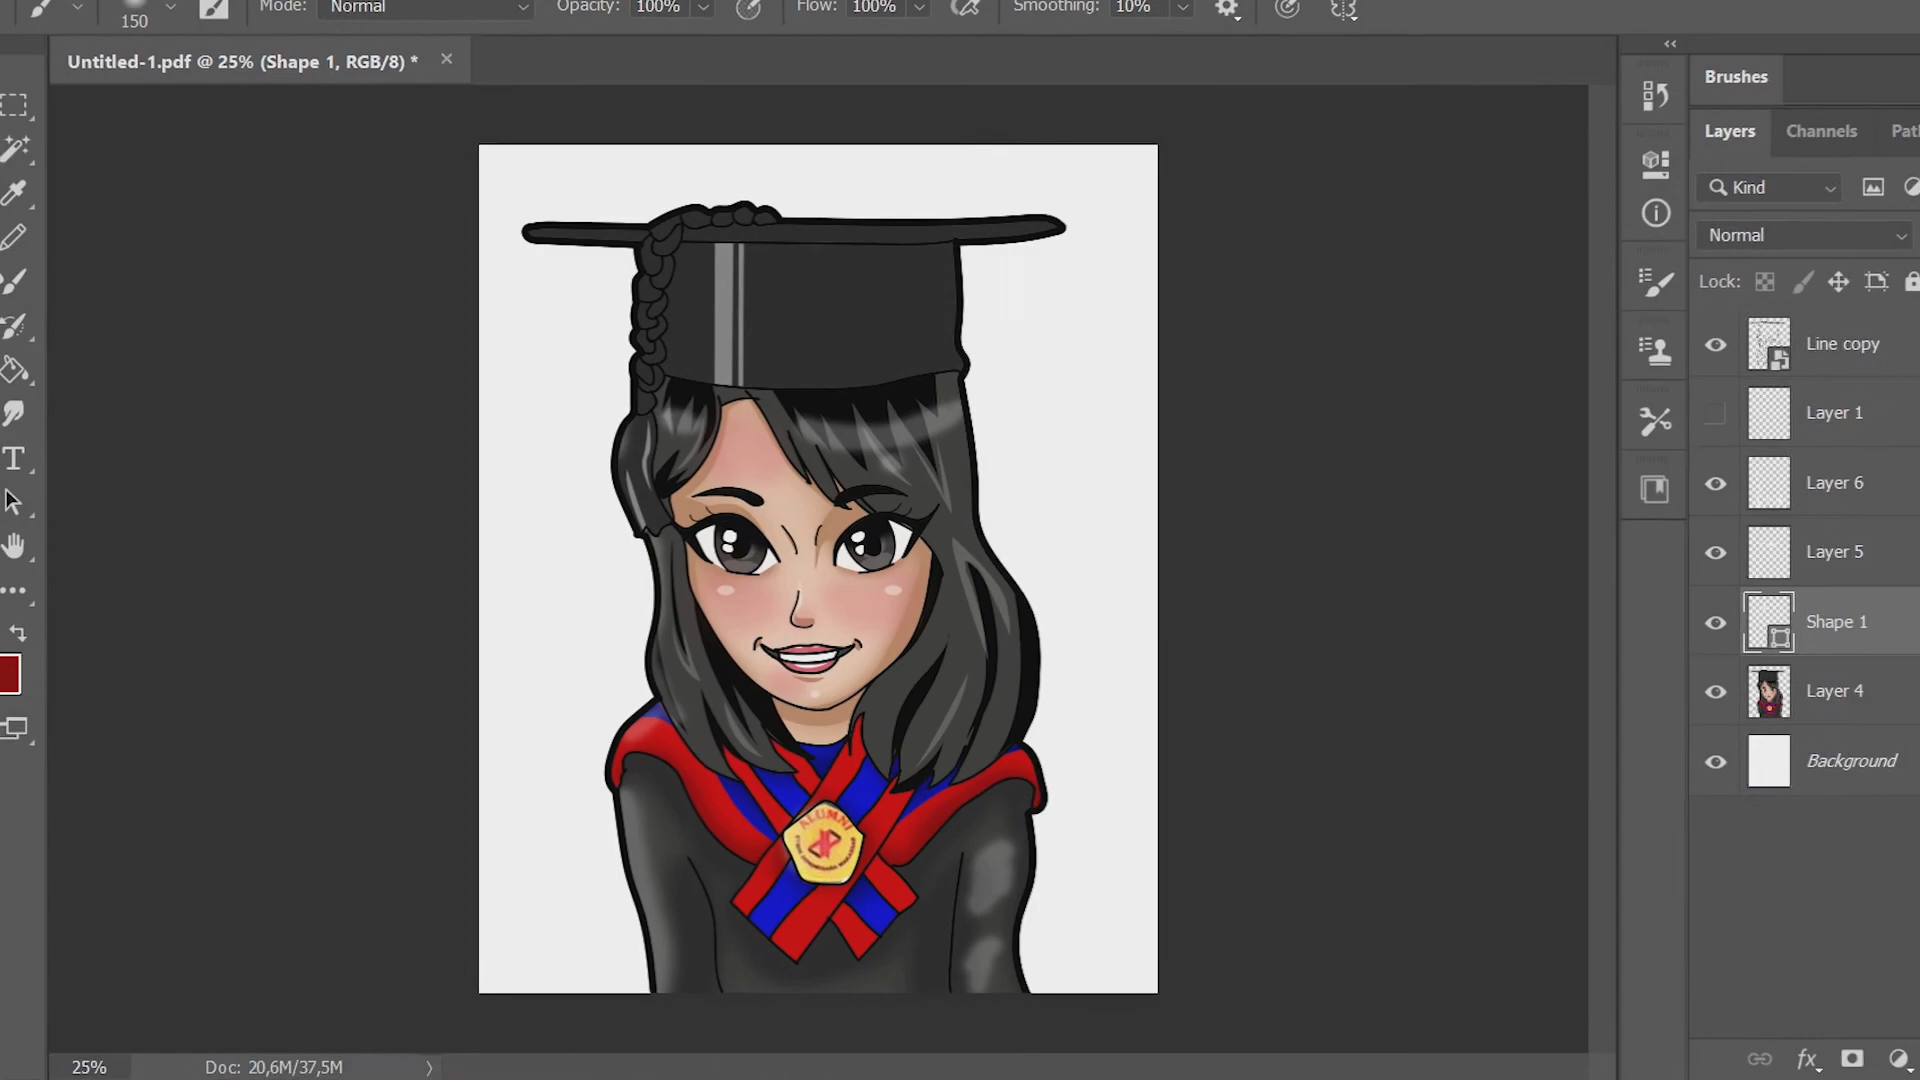 Mode: Normal Opacity: 100% Flow: 100% Smoothing: 10%
150
Untitled-1.pdf @ 25% (Shape 1, RGB/8) *
Brushes
Layers Channels Pat
Kind
Normal
Lock:
Line copy
Layer 1
Layer 6
Layer 5
Shape 1
Layer 4
Background
ALUMNI
25% Doc: 20,6M/37,5M
fx